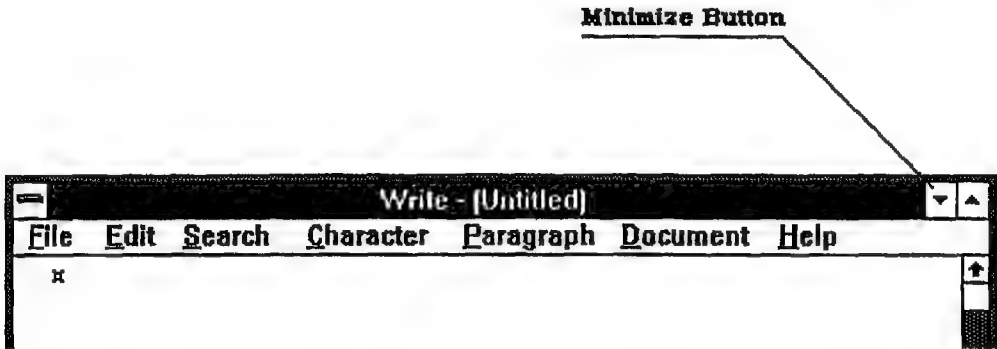 Minimize Button
Write - (Untitled)
File Edit Search Character Paragraph Document Help